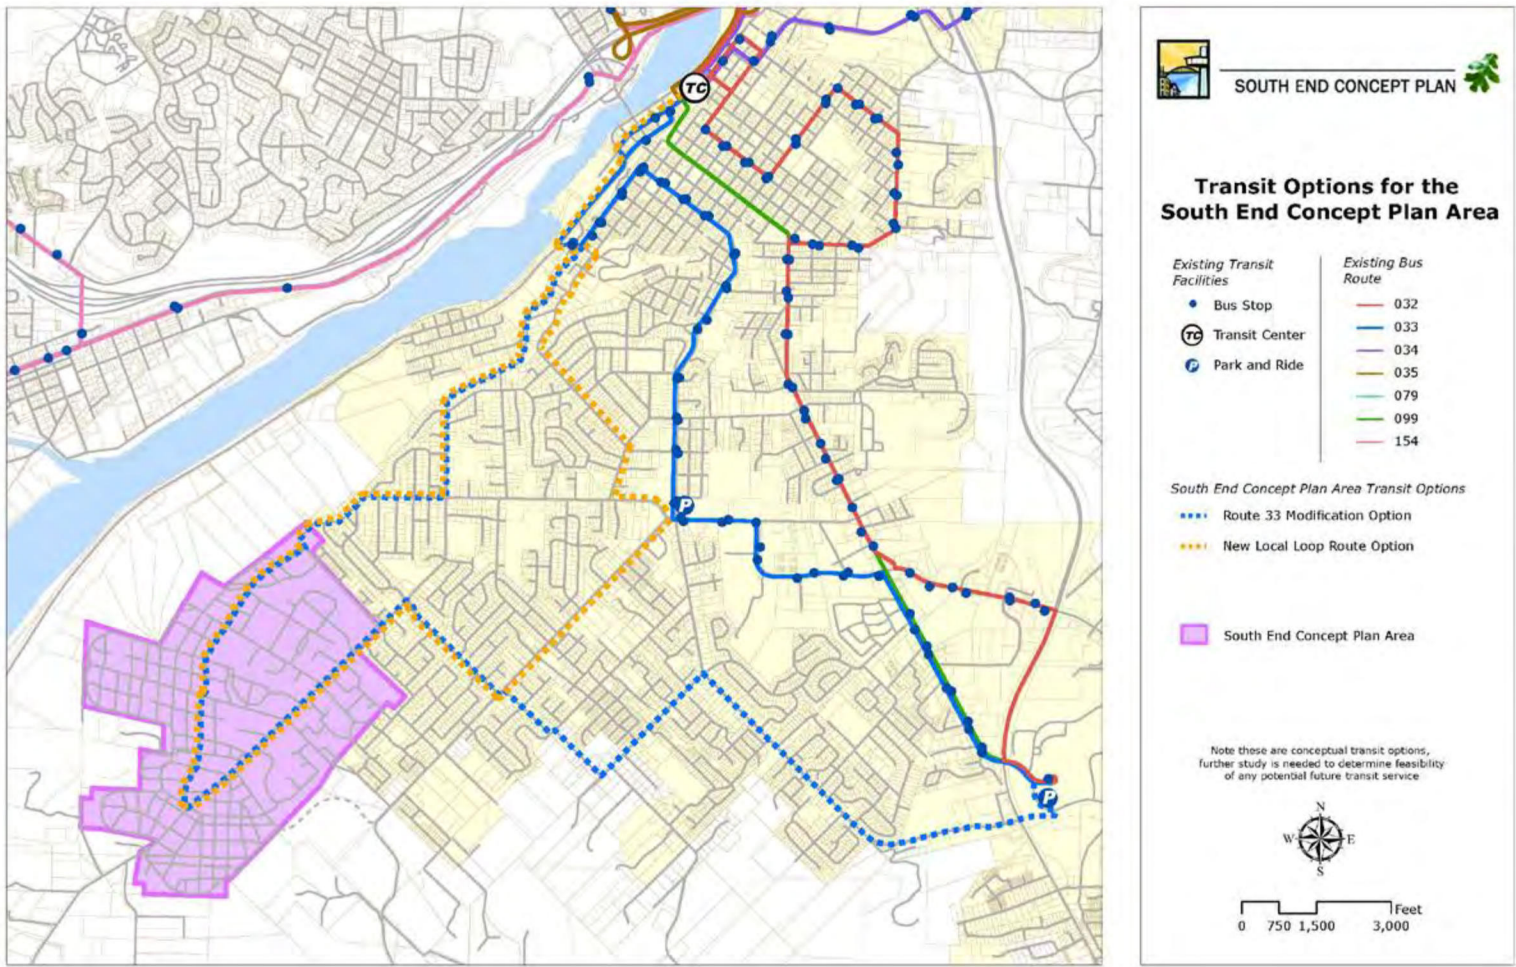 TC
P
P
SOUTH END CONCEPT PLAN
Transit Options for the
South End Concept Plan Area
Existing Transit
Facilities
Bus Stop
TC
Transit Center
P
Park and Ride
Existing Bus
Route
032
033
034
035
079
099
154
South End Concept Plan Area Transit Options
Route 33 Modification Option
New Local Loop Route Option
South End Concept Plan Area
Note these are conceptual transit options,
further study is needed to determine feasibility
of any potential future transit service
N
W E
S
Feet
0 750 1,500 3,000